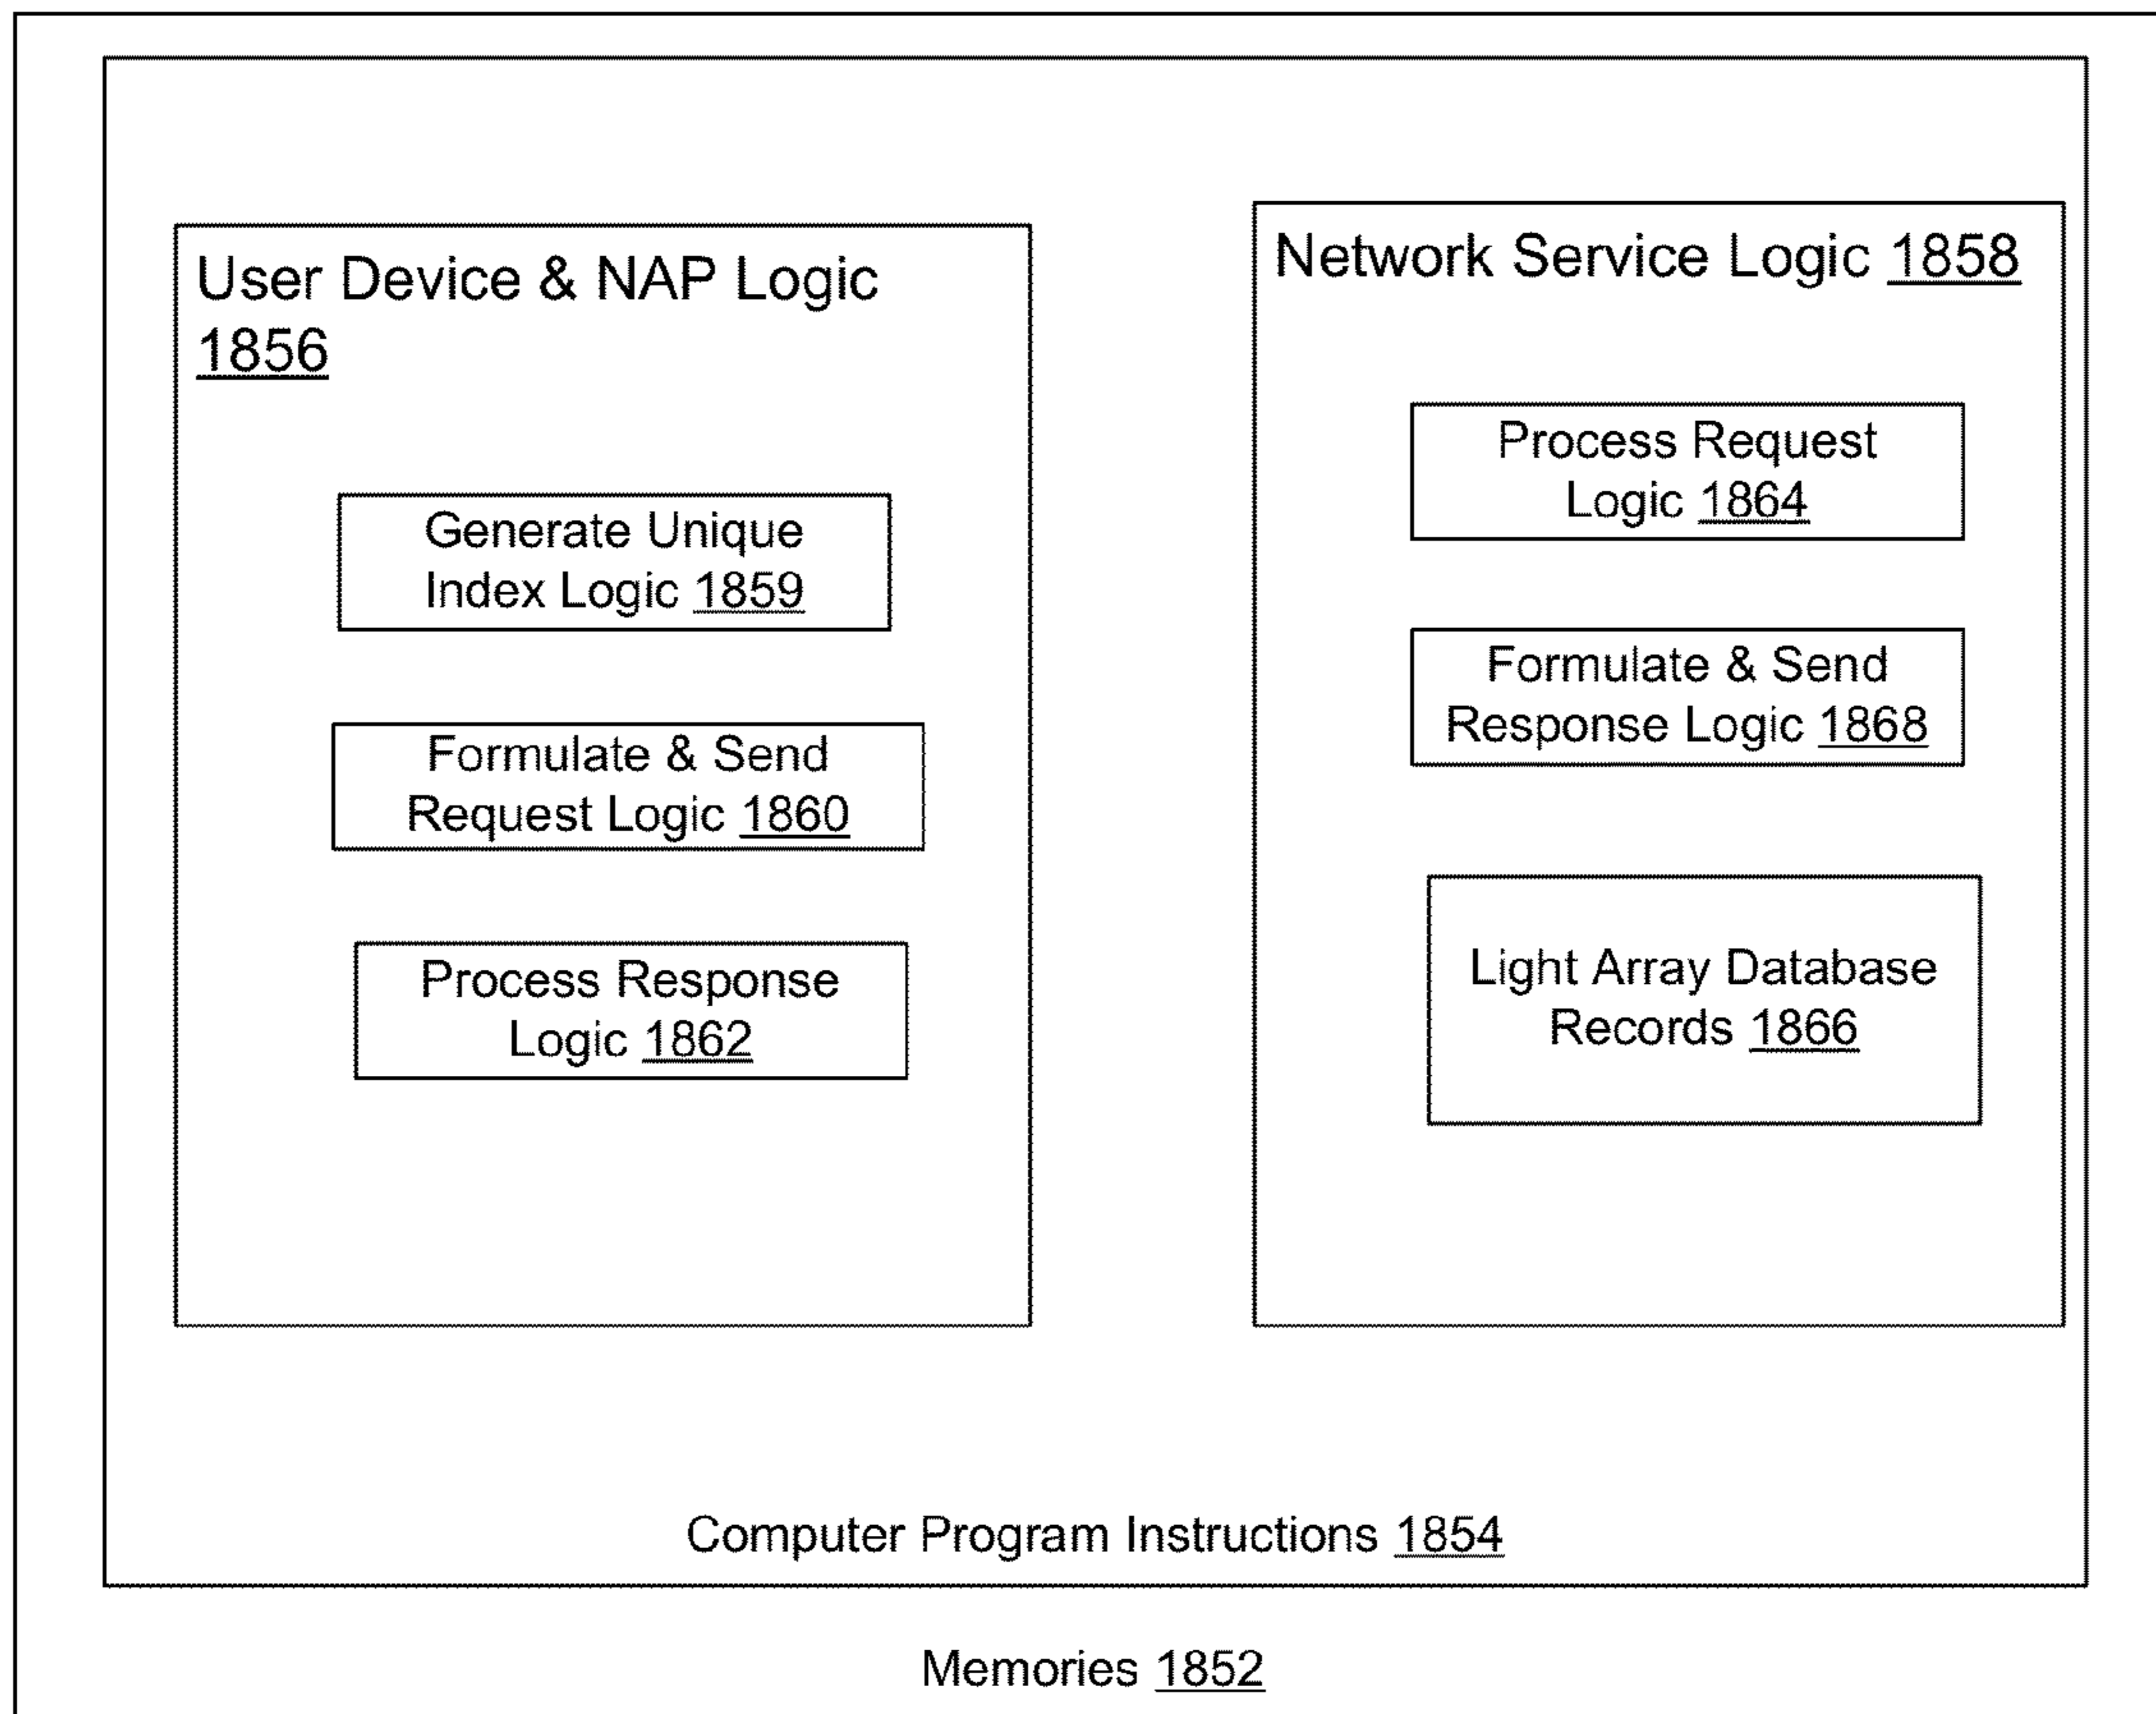 User Device & NAP Logic
1856
Generate Unique
Index Logic 1859
Formulate & Send
Request Logic 1860
Process Response
Logic 1862
Network Service Logic 1858
Process Request
Logic 1864
Formulate & Send
Response Logic 1868
Light Array Database
Records 1866
Computer Program Instructions 1854
Memories 1852